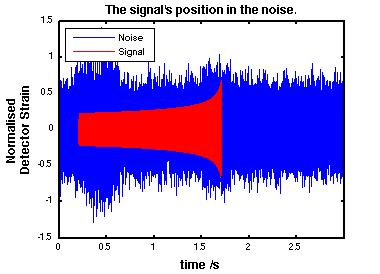 The signal's position in the noise.
1.5
Noise
Signal
1
0.5
0
-0.5
-1
-1.5
Normalised
Detector Strain
0 0.5 1 1.5 2 2.5
time /s